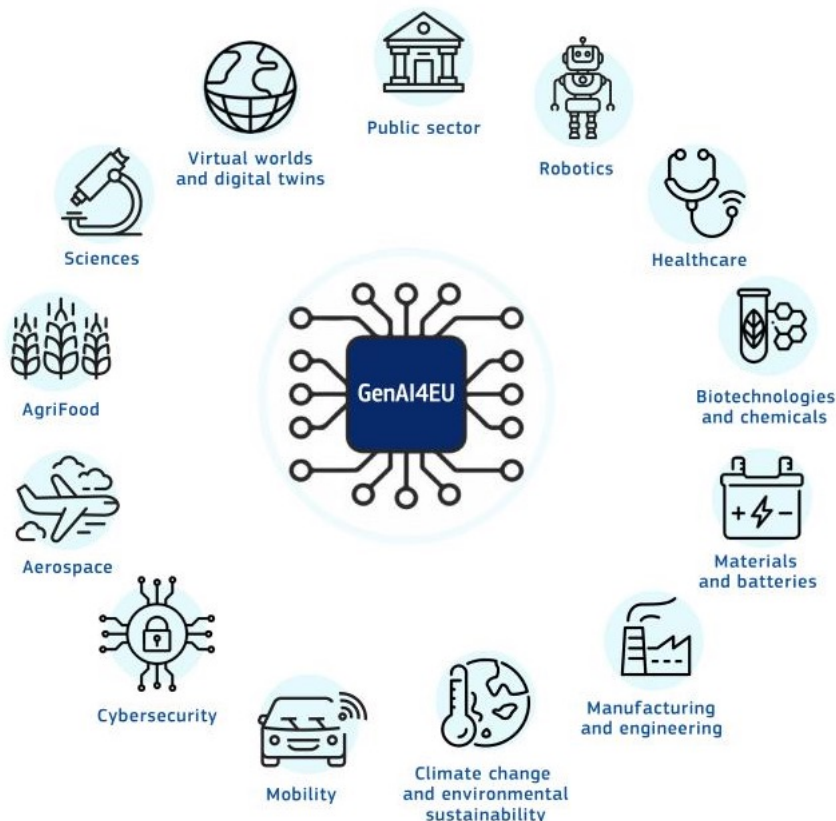 Public sector
Robotics
Healthcare
Biotechnologies
and chemicals
Materials
and batteries
Manufacturing
and engineering
Climate change
and environmental
sustainability
Mobility
Cybersecurity
Aerospace
AgriFood
Sciences
Virtual worlds
and digital twins
GenAI4EU